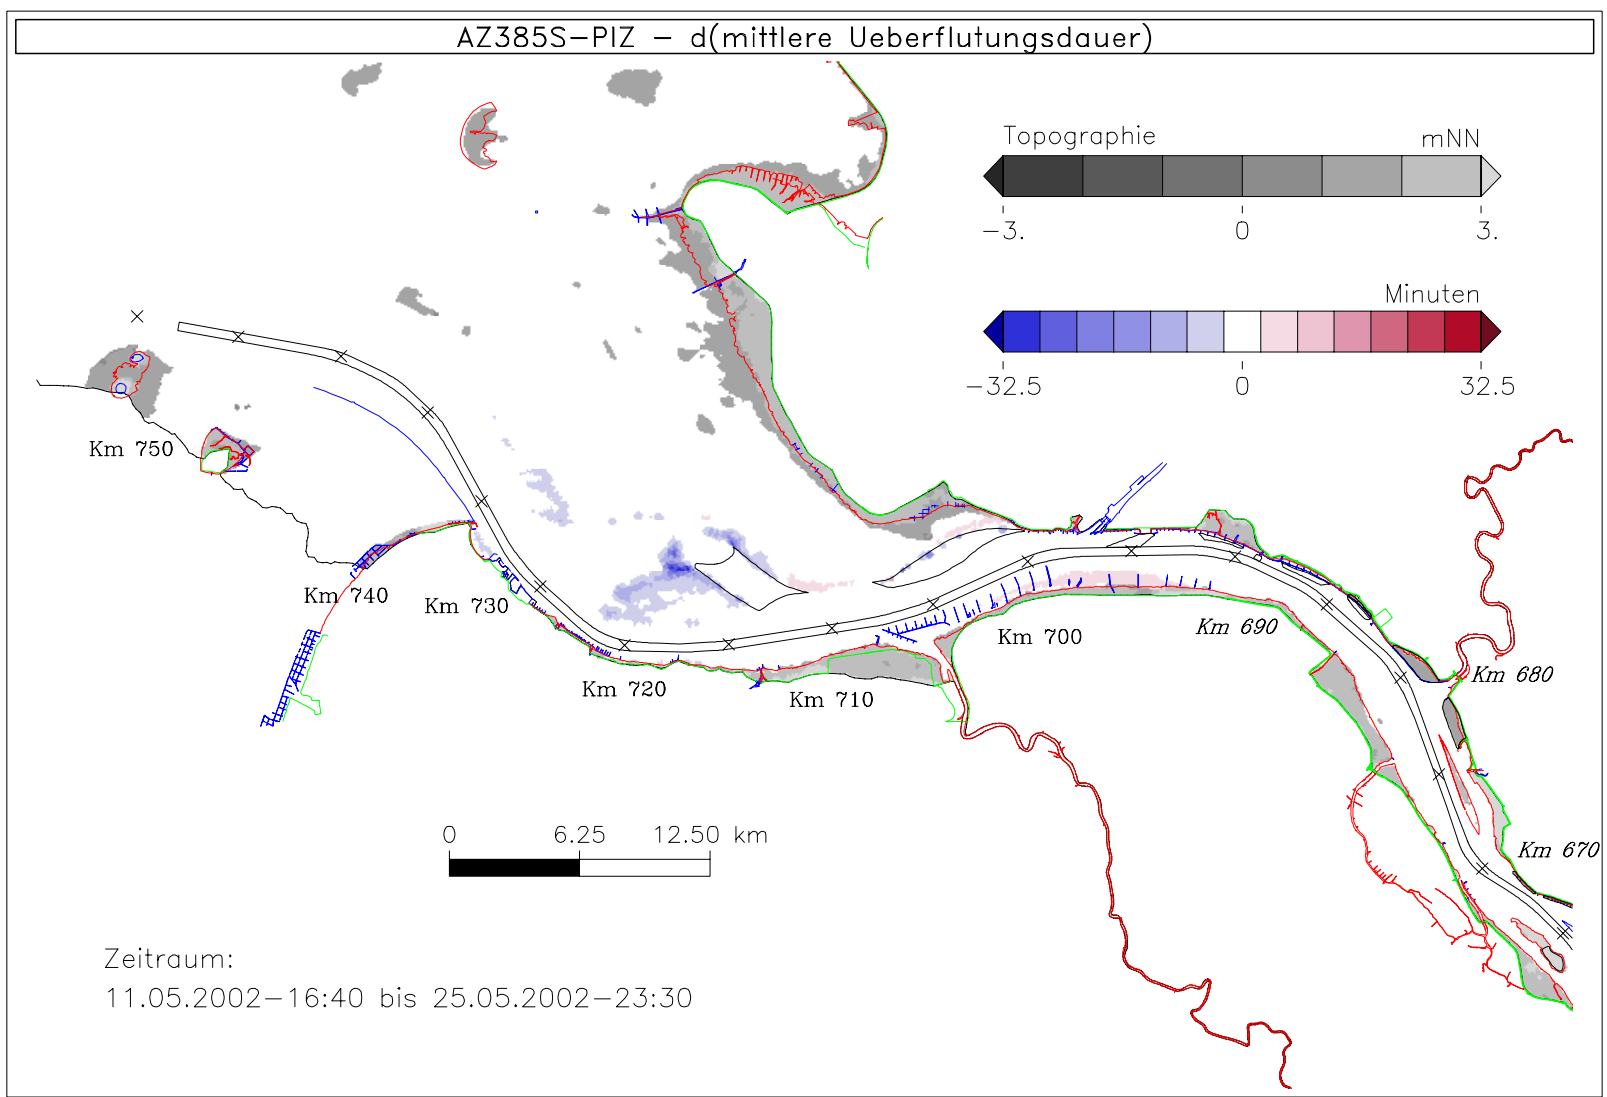 AZ385S-PIZ - d(mittlere Ueberflutungsdauer)
Topographie mNN
-3. 0 3.
Minuten
-32.5 0 32.5
Km 750
Km 740
Km 730
Km 720
Km 710
Km 700
Km 690
Km 680
Km 670
0 6.25 12.50 km
Zeitraum:
11.05.2002-16:40 bis 25.05.2002-23:30